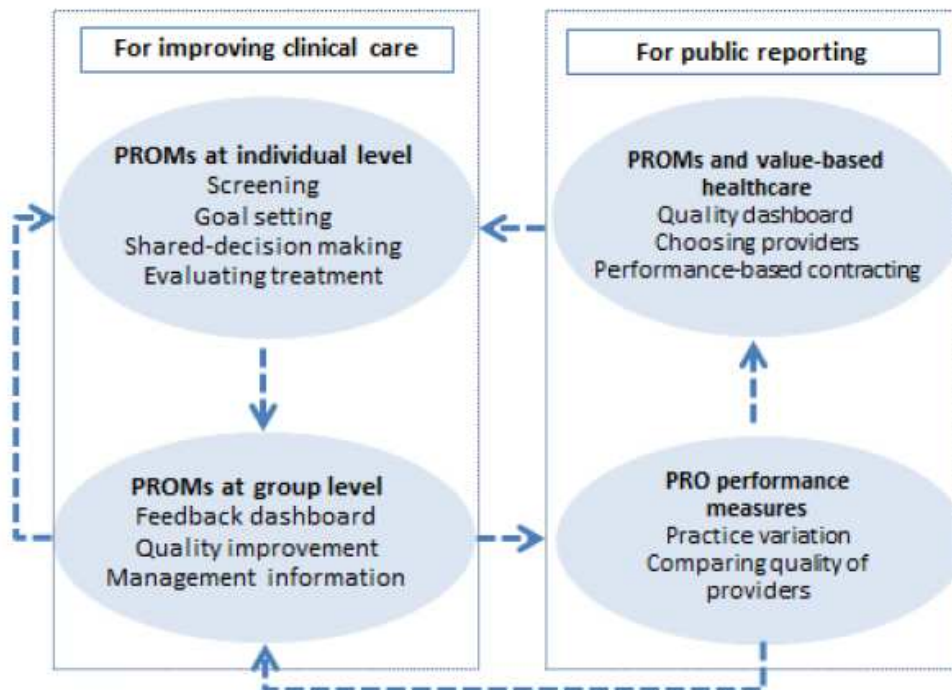 For improving clinical care
PROMs at individual level
Screening
Goal setting
Shared-decision making
Evaluating treatment
PROMs at group level
Feedback dashboard
Quality improvement
Management information
For public reporting
PROMs and value-based
healthcare
Quality dashboard
Choosing providers
Performance-based contracting
PRO performance
measures
Practice variation
Comparing quality of
providers